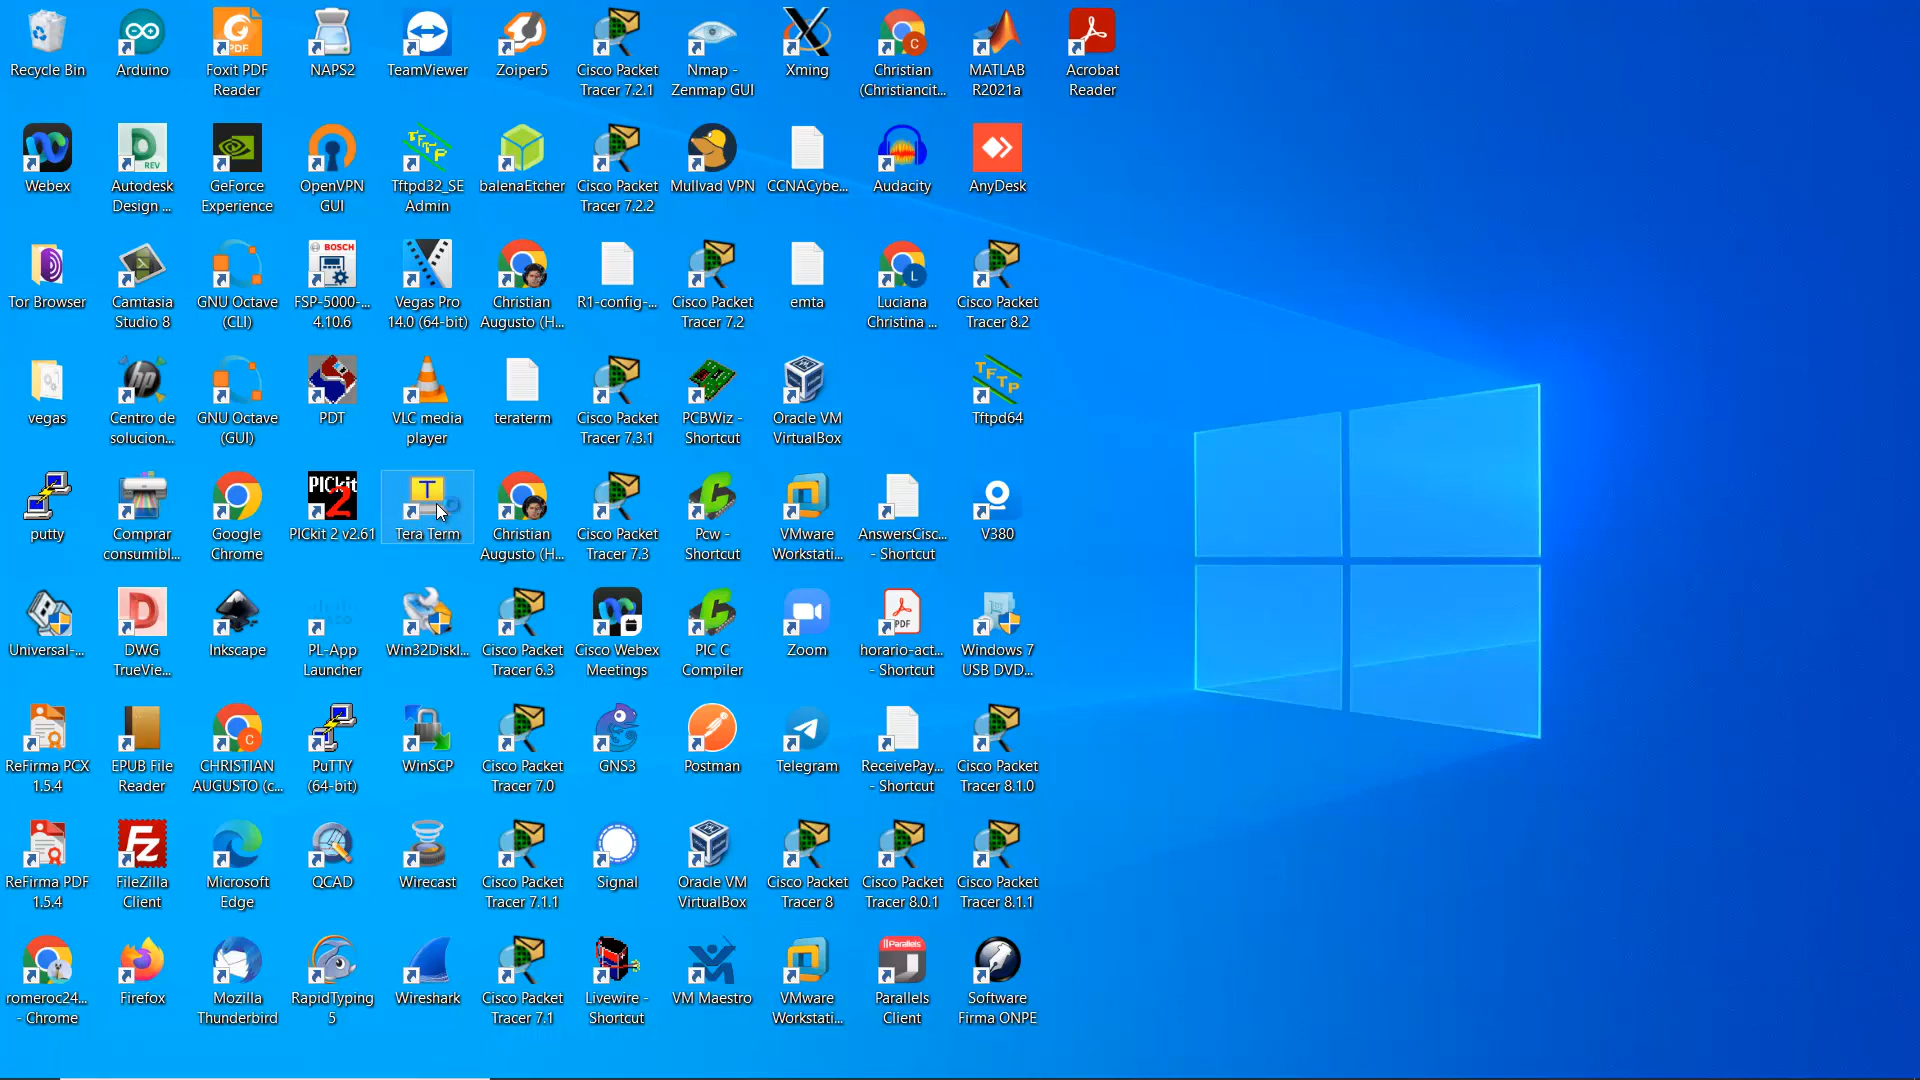 Recycle Bin
Arduino
Foxit PDF
Reader
NAPS2
TeamViewer
Zoiper5
Cisco Packet
Tracer 7.2.1
Nmap -
Zenmap GUI
Xming
Christian
(Christiancit...
MATLAB
R2021a
Acrobat
Reader
Webex
Autodesk
Design ...
GeForce
Experience
OpenVPN
GUI
Tftpd32_SE
Admin
balenaEtcher
Cisco Packet
Tracer 7.2.2
Mullvad VPN
CCNACybe...
Audacity
AnyDesk
Tor Browser
Camtasia
Studio 8
GNU Octave
(CLI)
BOSCH
FSP-5000-...
4.10.6
Vegas Pro
14.0 (64-bit)
Christian
Augusto (H...
R1-config-...
Cisco Packet
Tracer 7.2
emta
Luciana
Christina ...
Cisco Packet
Tracer 8.2
vegas
Centro de
solucion...
GNU Octave
(GUI)
PDT
VLC media
player
teraterm
Cisco Packet
Tracer 7.3.1
PCBWiz -
Shortcut
Oracle VM
VirtualBox
TFTP
Tftpd64
putty
Comprar
consumibl...
Google
Chrome
PICkit
2
PICkit 2 v2.61
T
Tera Term
Christian
Augusto (H...
Cisco Packet
Tracer 7.3
Pcw -
Shortcut
VMware
Workstati...
AnswersCisc...
- Shortcut
V380
Universal-...
DWG
TrueVie...
Inkscape
PL-App
Launcher
Win32DiskI...
Cisco Packet
Tracer 6.3
Cisco Webex
Meetings
PIC C
Compiler
Zoom
PDF
horario-act...
- Shortcut
Windows 7
USB DVD...
ReFirma PCX
1.5.4
EPUB File
Reader
CHRISTIAN
AUGUSTO (c...
PuTTY
(64-bit)
WinSCP
Cisco Packet
Tracer 7.0
GNS3
Postman
Telegram
ReceivePay...
- Shortcut
Cisco Packet
Tracer 8.1.0
ReFirma PDF
1.5.4
FileZilla
Client
Microsoft
Edge
QCAD
Wirecast
Cisco Packet
Tracer 7.1.1
Signal
Oracle VM
VirtualBox
Cisco Packet
Tracer 8
Cisco Packet
Tracer 8.0.1
Cisco Packet
Tracer 8.1.1
romeroc24...
- Chrome
Firefox
Mozilla
Thunderbird
RapidTyping
5
Wireshark
Cisco Packet
Tracer 7.1
Livewire -
Shortcut
VM Maestro
VMware
Workstati...
Parallels
Parallels
Client
Software
Firma ONPE